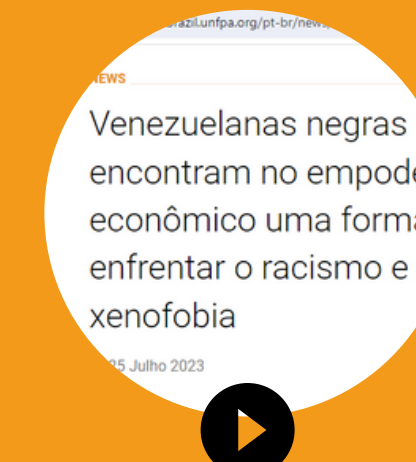 brazil.unfpa.org/pt-br/news
NEWS
Venezuelanas negras
encontram no empode
econômico uma forma
enfrentar o racismo e
xenofobia
25 Julho 2023